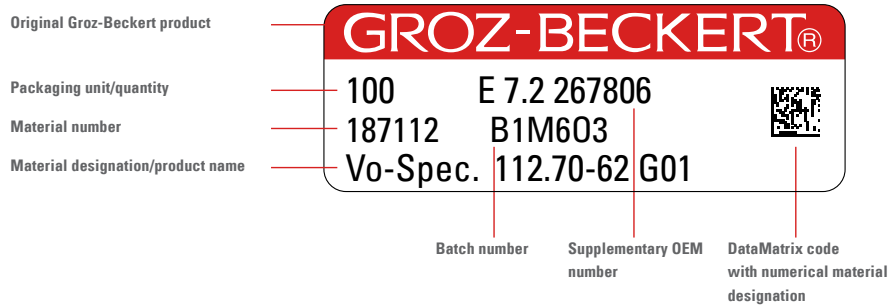 Original Groz-Beckert product
GROZ-BECKERT®
Packaging unit/quantity
100 E 7.2 267806
Material number
187112 B1M6O3
Material designation/product name
Vo-Spec. 112.70-62 G01
Batch number
Supplementary OEM
number
DataMatrix code
with numerical material
designation